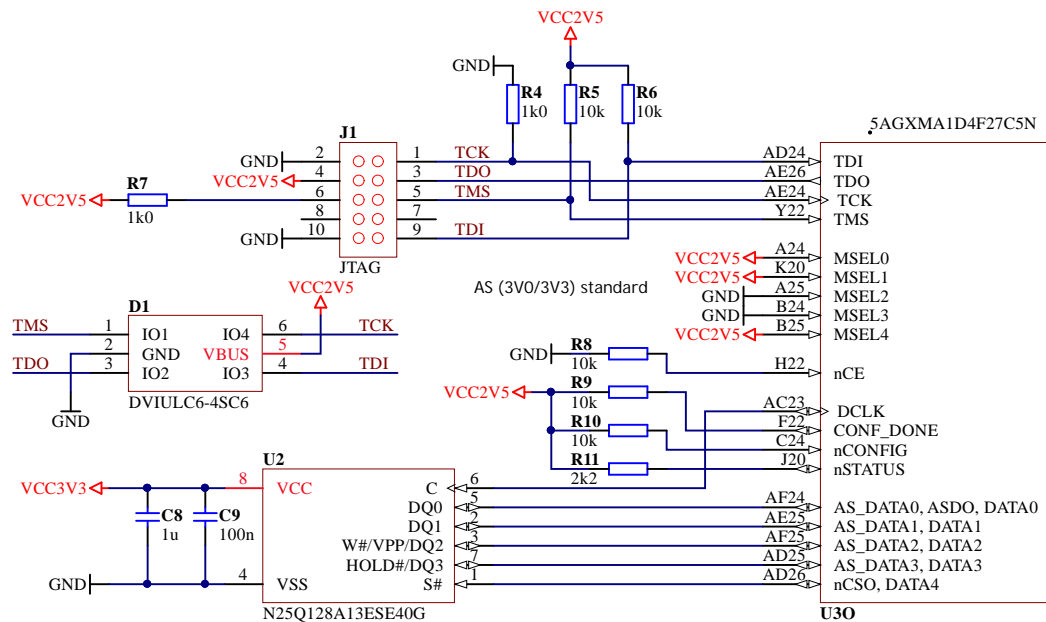 VCC2V5
GND
R4
1k0
R5
10k
R6
10k
5AGXMA1D4F27C5N
J1
GND 2 1 TCK AD24 TDI
VCC2V5 4 3 TDO AE26 TDO
VCC2V5 R7 1k0 6 5 TMS AE24 TCK
8 7 Y22 TMS
GND 10 9 TDI
JTAG
A24 MSEL0
VCC2V5
K20 MSEL1
VCC2V5
A25 MSEL2
GND
B24 MSEL3
GND
B25 MSEL4
VCC2V5
AS (3V0/3V3) standard
VCC2V5
D1
TMS 1 IO1 IO4 6 TCK
2 GND VBUS 5
TDO 3 IO2 IO3 4 TDI
DVIULC6-4SC6
GND
GND R8 10k H22 nCE
VCC2V5 R9 10k AC23 DCLK
F22 CONF_DONE
R10 10k C24 nCONFIG
R11 2k2 J20 nSTATUS
U2
VCC3V3 8 VCC C 6
C8 1u
C9 100n
DQ0 5 AF24 AS_DATA0, ASDO, DATA0
DQ1 2 AE25 AS_DATA1, DATA1
W#/VPP/DQ2 3 AF25 AS_DATA2, DATA2
HOLD#/DQ3 7 AD25 AS_DATA3, DATA3
GND 4 VSS S# 1 AD26 nCSO, DATA4
N25Q128A13ESE40G
U3O